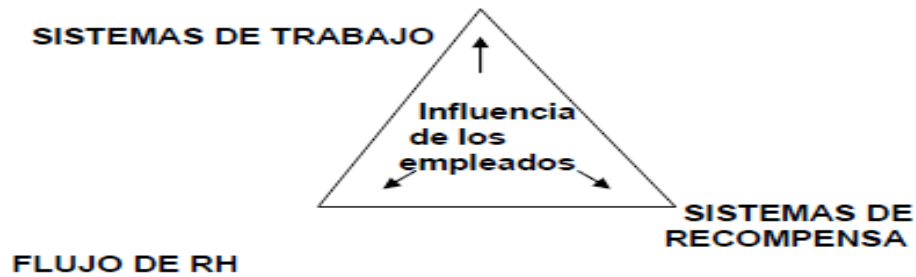 SISTEMAS DE TRABAJO
Influencia
de los
empleados
SISTEMAS DE
RECOMPENSA
FLUJO DE RH